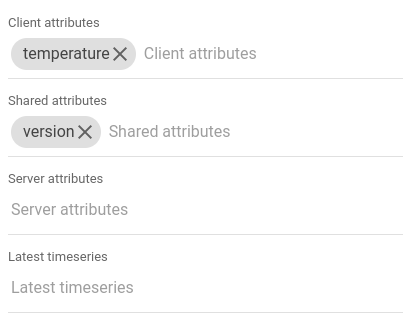 Client attributes
temperature Client attributes
Shared attributes
version Shared attributes
Server attributes
Server attributes
Latest timeseries
Latest timeseries